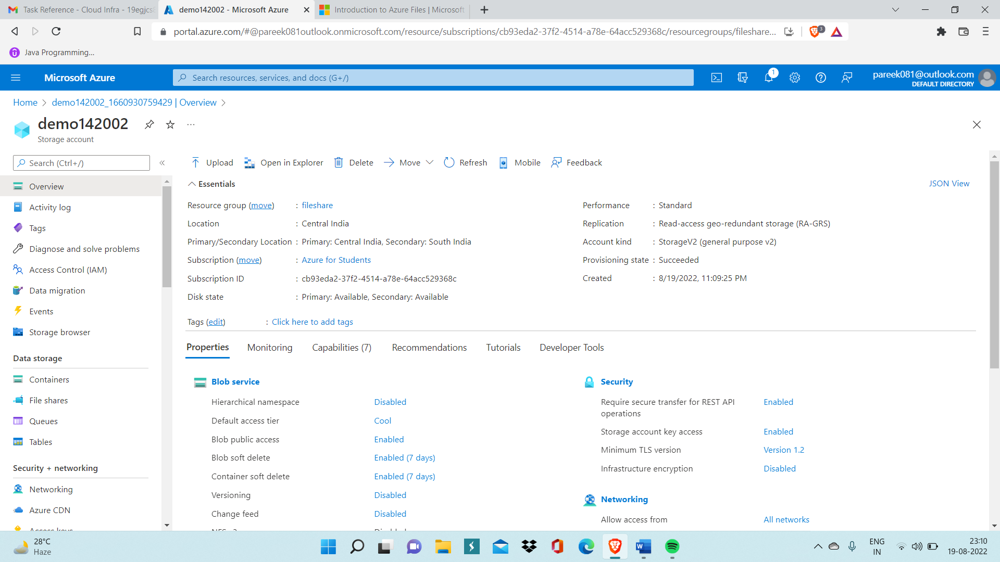 Task Reference - Cloud Infra - 19egjcs
demo142002 - Microsoft Azure
Introduction to Azure Files | Microsoft
portal.azure.com/#@pareek081outlook.onmicrosoft.com/resource/subscriptions/cb93eda2-37f2-4514-a78e-64acc529368c/resourcegroups/fileshare...
3
Java Programming...
Microsoft Azure
Search resources, services, and docs (G+/)
1
pareek081@outlook.com
DEFAULT DIRECTORY
Home > demo142002_1660930759429 | Overview >
demo142002
...
Storage account
Search (Ctrl+/)
«
Overview
Activity log
Tags
Diagnose and solve problems
Access Control (IAM)
Data migration
Events
Storage browser
Data storage
Containers
File shares
Queues
Tables
Security + networking
Networking
Azure CDN
Access keys
Upload
Open in Explorer
Delete
Move
Refresh
Mobile
Feedback
Essentials
JSON View
Resource group (move) : fileshare
Location : Central India
Primary/Secondary Location : Primary: Central India, Secondary: South India
Subscription (move) : Azure for Students
Subscription ID : cb93eda2-37f2-4514-a78e-64acc529368c
Disk state : Primary: Available, Secondary: Available
Performance : Standard
Replication : Read-access geo-redundant storage (RA-GRS)
Account kind : StorageV2 (general purpose v2)
Provisioning state : Succeeded
Created : 8/19/2022, 11:09:25 PM
Tags (edit) : Click here to add tags
Properties
Monitoring
Capabilities (7)
Recommendations
Tutorials
Developer Tools
Blob service
Hierarchical namespace Disabled
Default access tier Cool
Blob public access Enabled
Blob soft delete Enabled (7 days)
Container soft delete Enabled (7 days)
Versioning Disabled
Change feed Disabled
Security
Require secure transfer for REST API Enabled
operations
Storage account key access Enabled
Minimum TLS version Version 1.2
Infrastructure encryption Disabled
Networking
Allow access from All networks
28°C
Haze
ENG
IN
23:10
19-08-2022